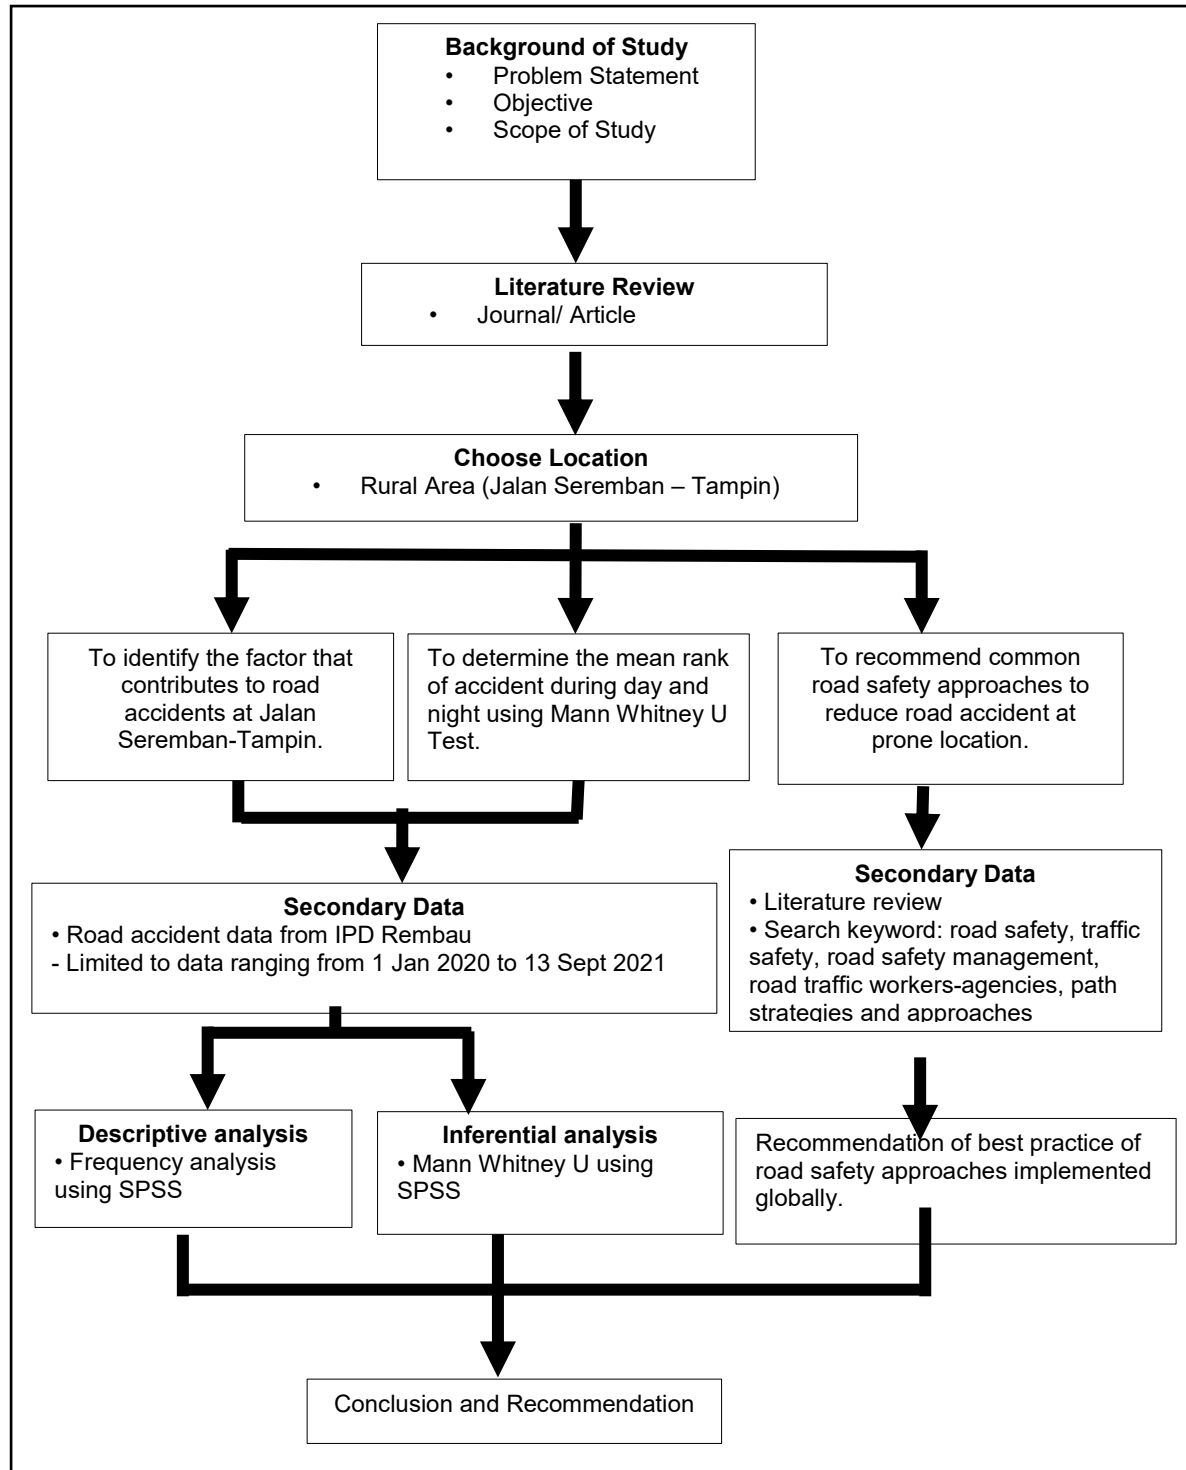 Background of Study
• Problem Statement
• Objective
• Scope of Study
Literature Review
• Journal/ Article
Choose Location
• Rural Area (Jalan Seremban – Tampin)
To identify the factor that
contributes to road
accidents at Jalan
Seremban-Tampin.
To determine the mean rank
of accident during day and
night using Mann Whitney U
Test.
To recommend common
road safety approaches to
reduce road accident at
prone location.
Secondary Data
• Road accident data from IPD Rembau
- Limited to data ranging from 1 Jan 2020 to 13 Sept 2021
Secondary Data
• Literature review
• Search keyword: road safety, traffic
safety, road safety management,
road traffic workers-agencies, path
strategies and approaches
Descriptive analysis
• Frequency analysis
using SPSS
Inferential analysis
• Mann Whitney U using
SPSS
Recommendation of best practice of
road safety approaches implemented
globally.
Conclusion and Recommendation